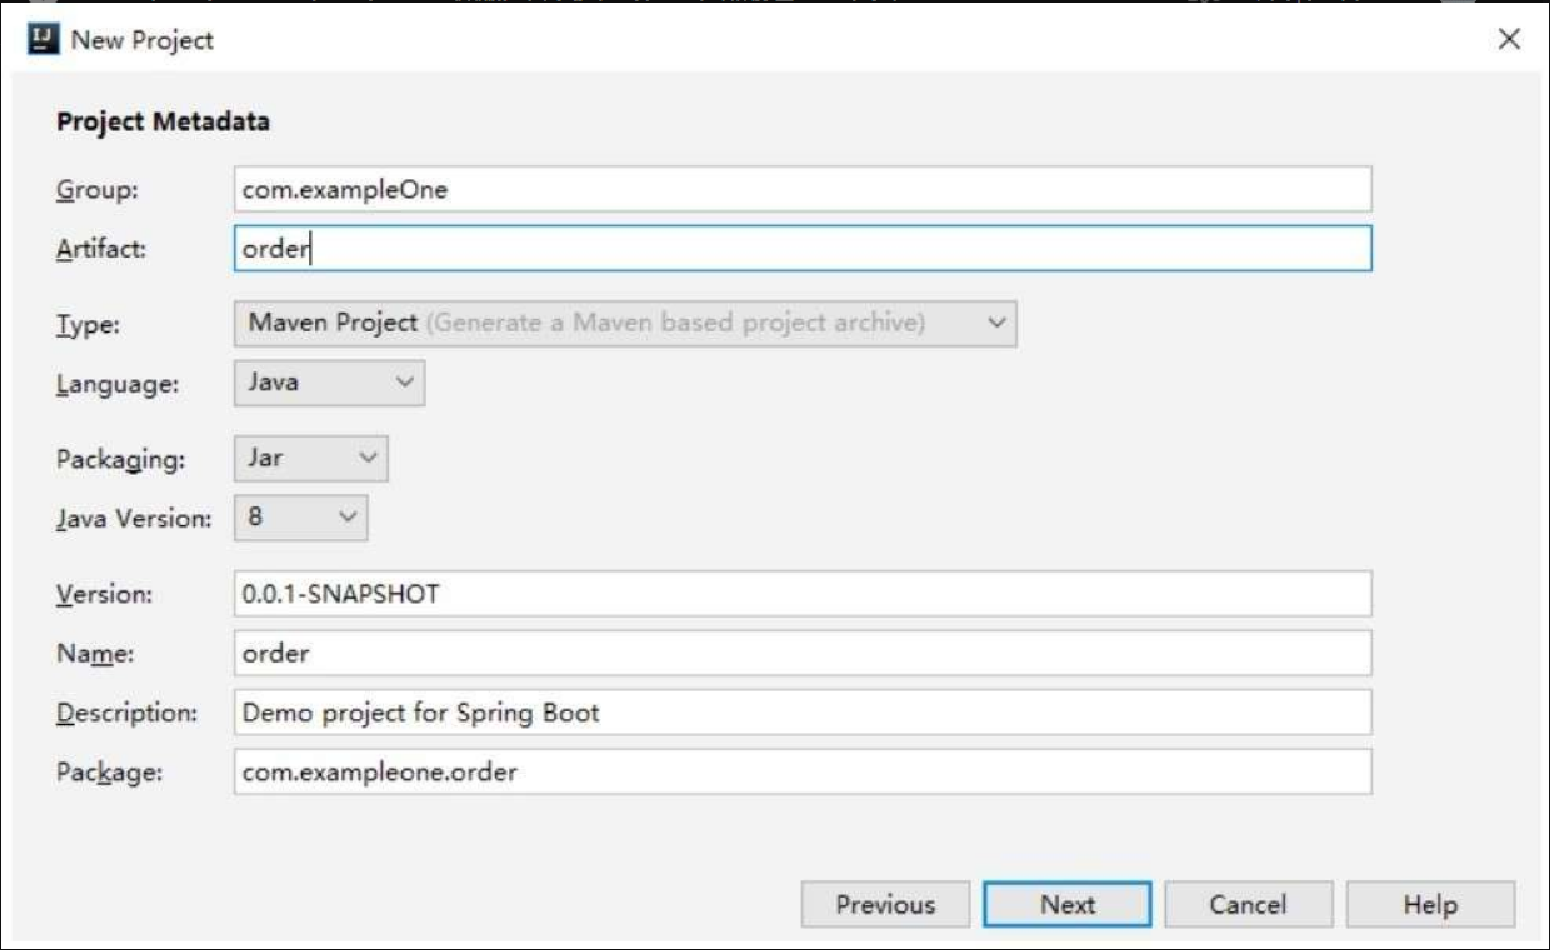 IJ New Project
Project Metadata
Group: com.exampleOne
Artifact: order
Type: Maven Project (Generate a Maven based project archive)
Language: Java
Packaging: Jar
Java Version: 8
Version: 0.0.1-SNAPSHOT
Name: order
Description: Demo project for Spring Boot
Package: com.exampleone.order
Previous Next Cancel Help